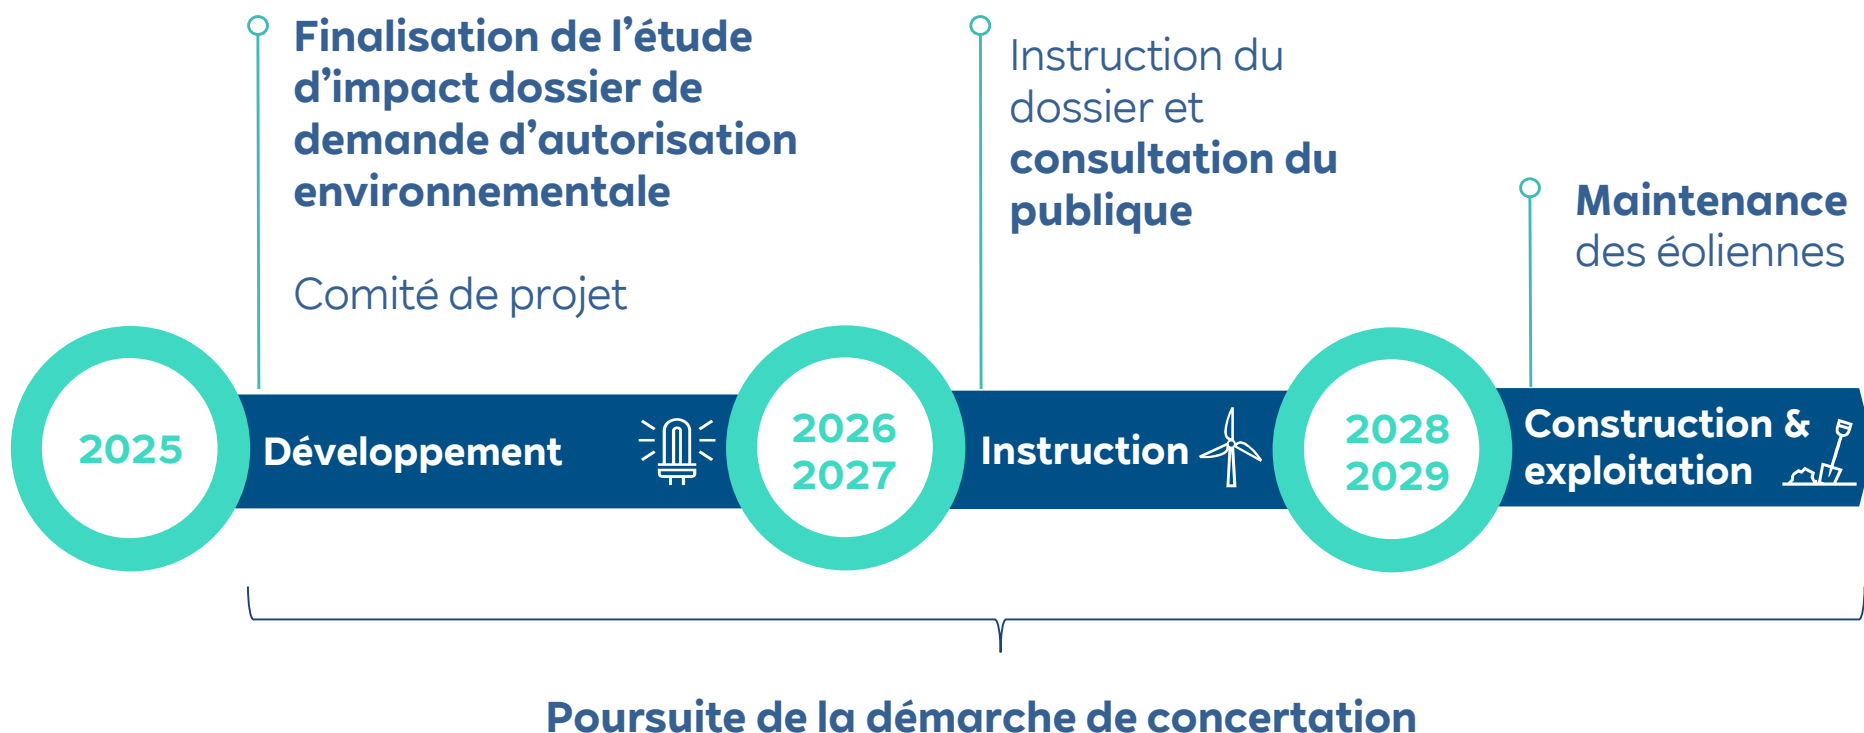 Finalisation de l’étude
d’impact dossier de
demande d’autorisation
environnementale
Comité de projet
Instruction du
dossier et
consultation du
publique
Maintenance
des éoliennes
2025
Développement
2026
2027
Instruction
2028
2029
Construction &
exploitation
Poursuite de la démarche de concertation